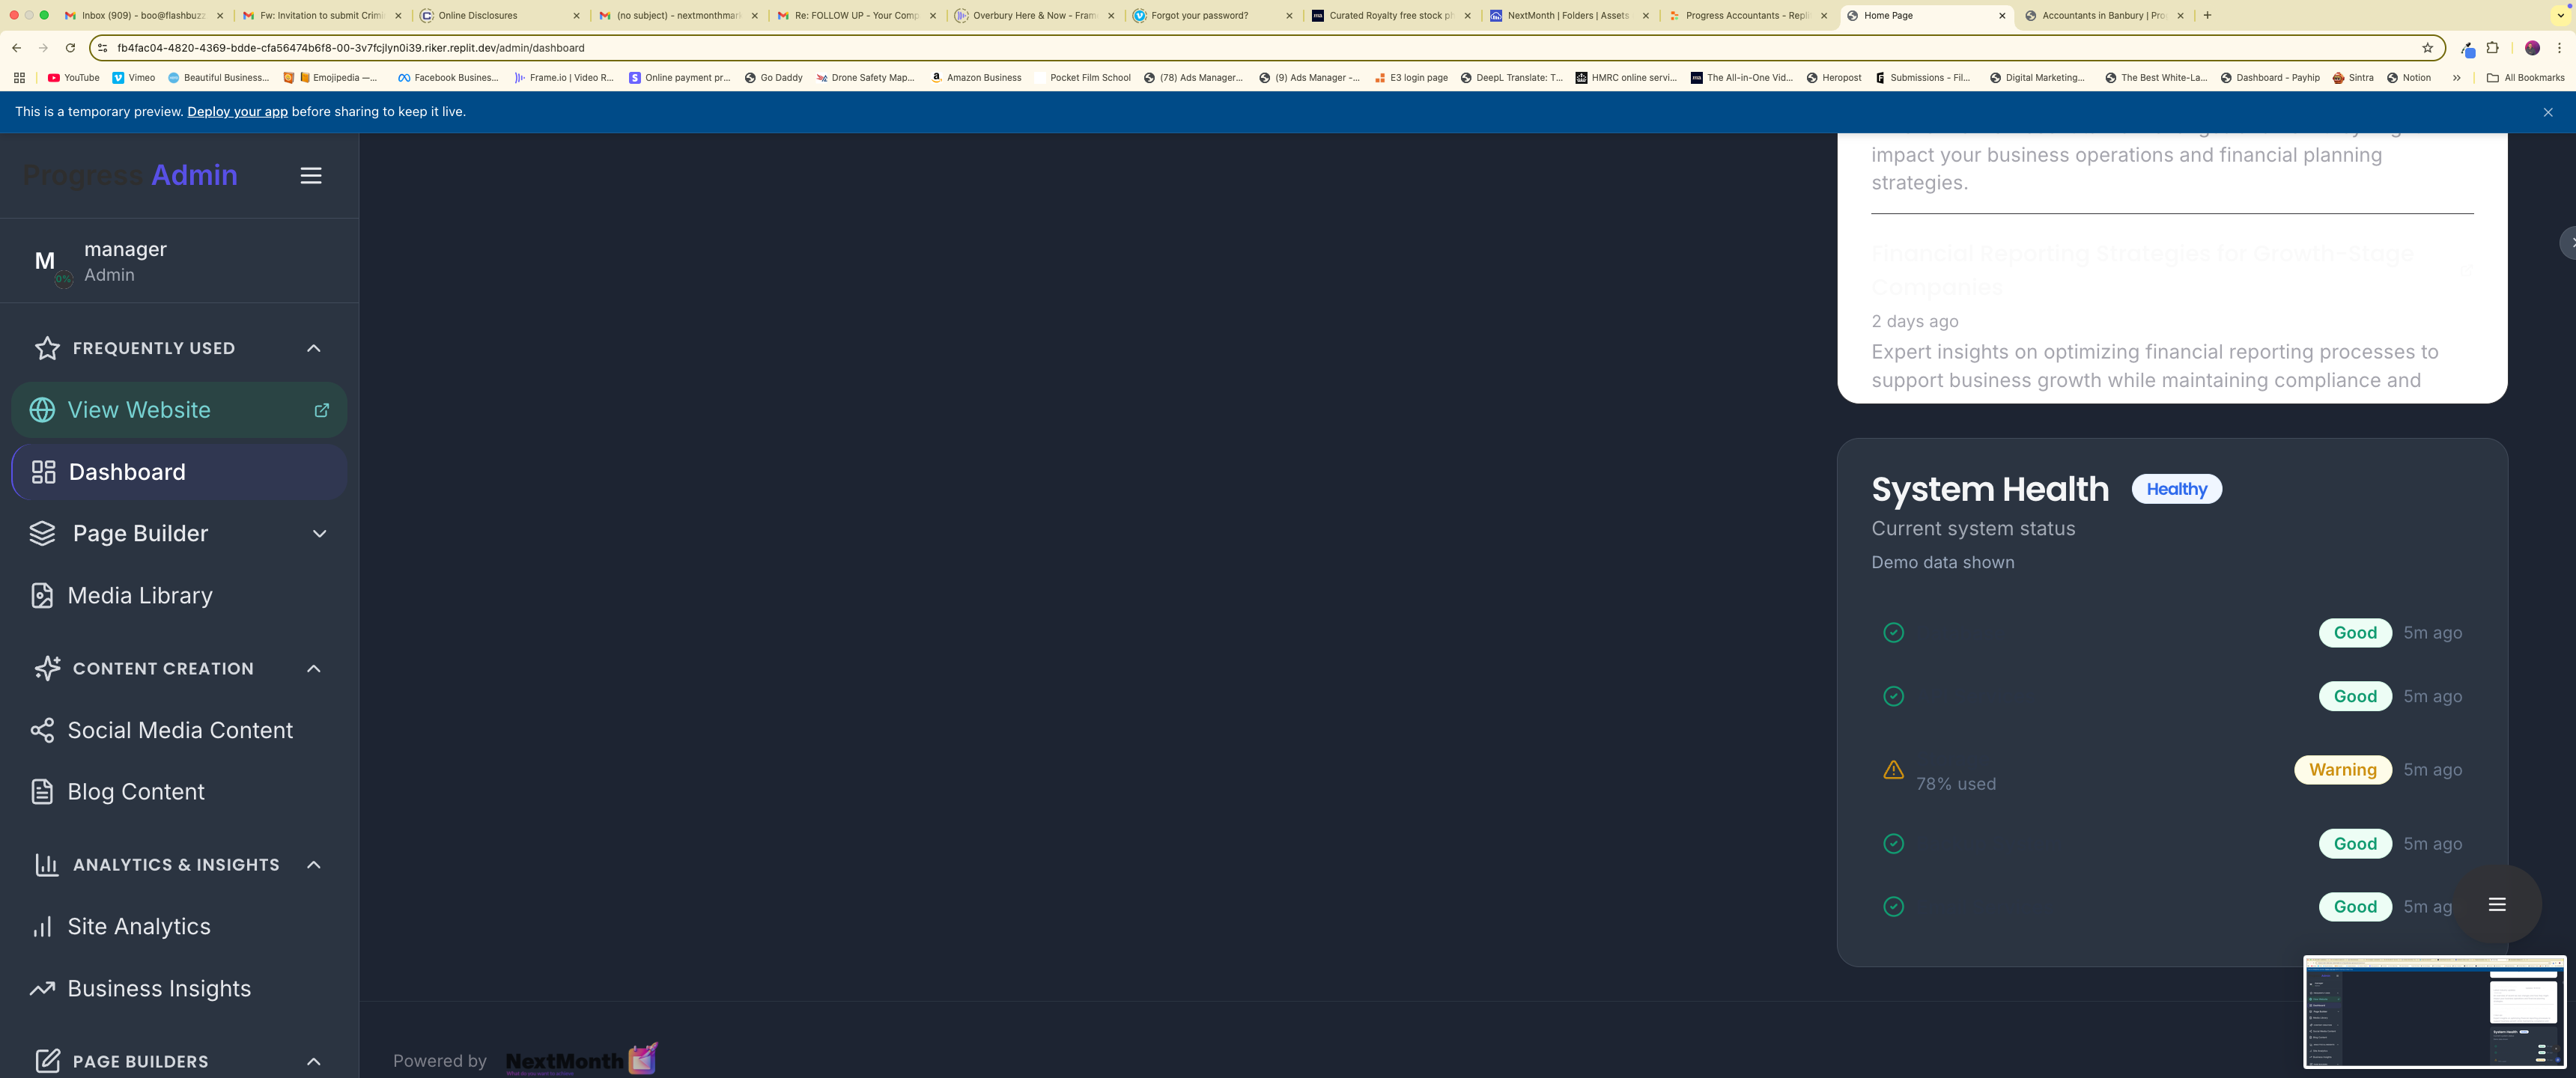 Inbox (909) - boo@flashbuzz
Fw: Invitation to submit Crimi
Online Disclosures
(no subject) - nextmonthmar
Re: FOLLOW UP - Your Comp
Overbury Here & Now - Fram
Forgot your password?
Curated Royalty free stock ph
NextMonth | Folders | Assets
Progress Accountants - Repli
Home Page
Accountants in Banbury | Pro
fb4fac04-4820-4369-bdde-cfa56474b6f8-00-3v7fcjlyn0i39.riker.replit.dev/admin/dashboard
YouTube
Vimeo
Beautiful Business...
Emojipedia —...
Facebook Busines...
Frame.io | Video R...
Online payment pr...
Go Daddy
Drone Safety Map...
Amazon Business
Pocket Film School
(78) Ads Manager...
(9) Ads Manager -...
E3 login page
DeepL Translate: T...
HMRC online servi...
The All-in-One Vid...
Heropost
Submissions - Fil...
Digital Marketing...
The Best White-La...
Dashboard - Payhip
Sintra
Notion
All Bookmarks
This is a temporary preview. Deploy your app before sharing to keep it live.
Progress Admin
M
0%
manager
Admin
FREQUENTLY USED
View Website
Dashboard
Page Builder
Media Library
CONTENT CREATION
Social Media Content
Blog Content
ANALYTICS & INSIGHTS
Site Analytics
Business Insights
PAGE BUILDERS
impact your business operations and financial planning
strategies.
Financial Reporting Strategies for Growth-Stage
Companies
2 days ago
Expert insights on optimizing financial reporting processes to
support business growth while maintaining compliance and
System Health Healthy
Current system status
Demo data shown
Good 5m ago
Good 5m ago
Warning 5m ago
78% used
Good 5m ago
Good 5m ag
Powered by NextMonth